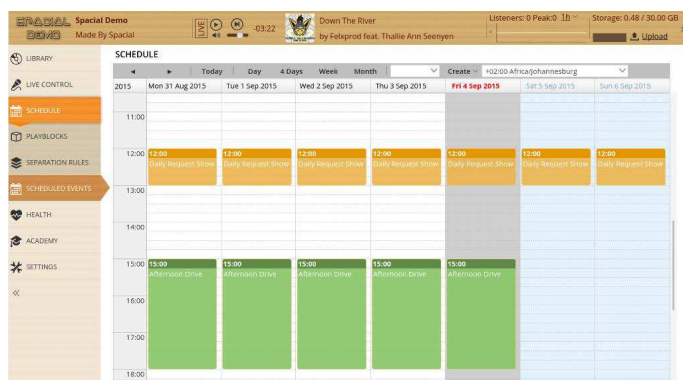 SPACIAL DEMO
Spacial Demo
Made By Spacial
LIVE
-03:22
Down The River
by Felxprod feat. Thallie Ann Seenyen
Listeners: 0 Peak:0 1h
Storage: 0.48 / 30.00 GB
Upload
LIBRARY
LIVE CONTROL
SCHEDULE
PLAYBLOCKS
SEPARATION RULES
SCHEDULED EVENTS
HEALTH
ACADEMY
SETTINGS
«
SCHEDULE
Today Day 4 Days Week Month Create +02:00 Africa/Johannesburg
2015 Mon 31 Aug 2015 Tue 1 Sep 2015 Wed 2 Sep 2015 Thu 3 Sep 2015 Fri 4 Sep 2015 Sat 5 Sep 2015 Sun 6 Sep 2015
11:00
12:00 12:00 12:00 12:00 12:00 12:00 12:00 12:00
Daily Request Show Daily Request Show Daily Request Show Daily Request Show Daily Request Show Daily Request Show Daily Request Show
13:00
14:00
15:00 15:00 15:00 15:00 15:00 15:00
Afternoon Drive Afternoon Drive Afternoon Drive Afternoon Drive Afternoon Drive
16:00
17:00
18:00